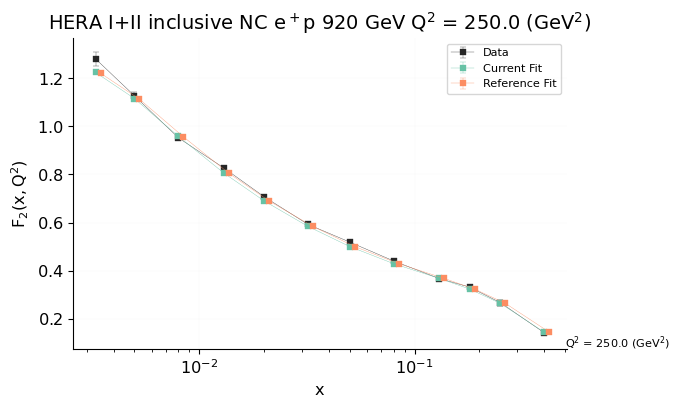 HERA I+II inclusive NC e⁺p 920 GeV Q² = 250.0 (GeV²)
Data
Current Fit
Reference Fit
F₂(x, Q²)
1.2
1.0
0.8
0.6
0.4
0.2
Q² = 250.0 (GeV²)
10⁻²
10⁻¹
x